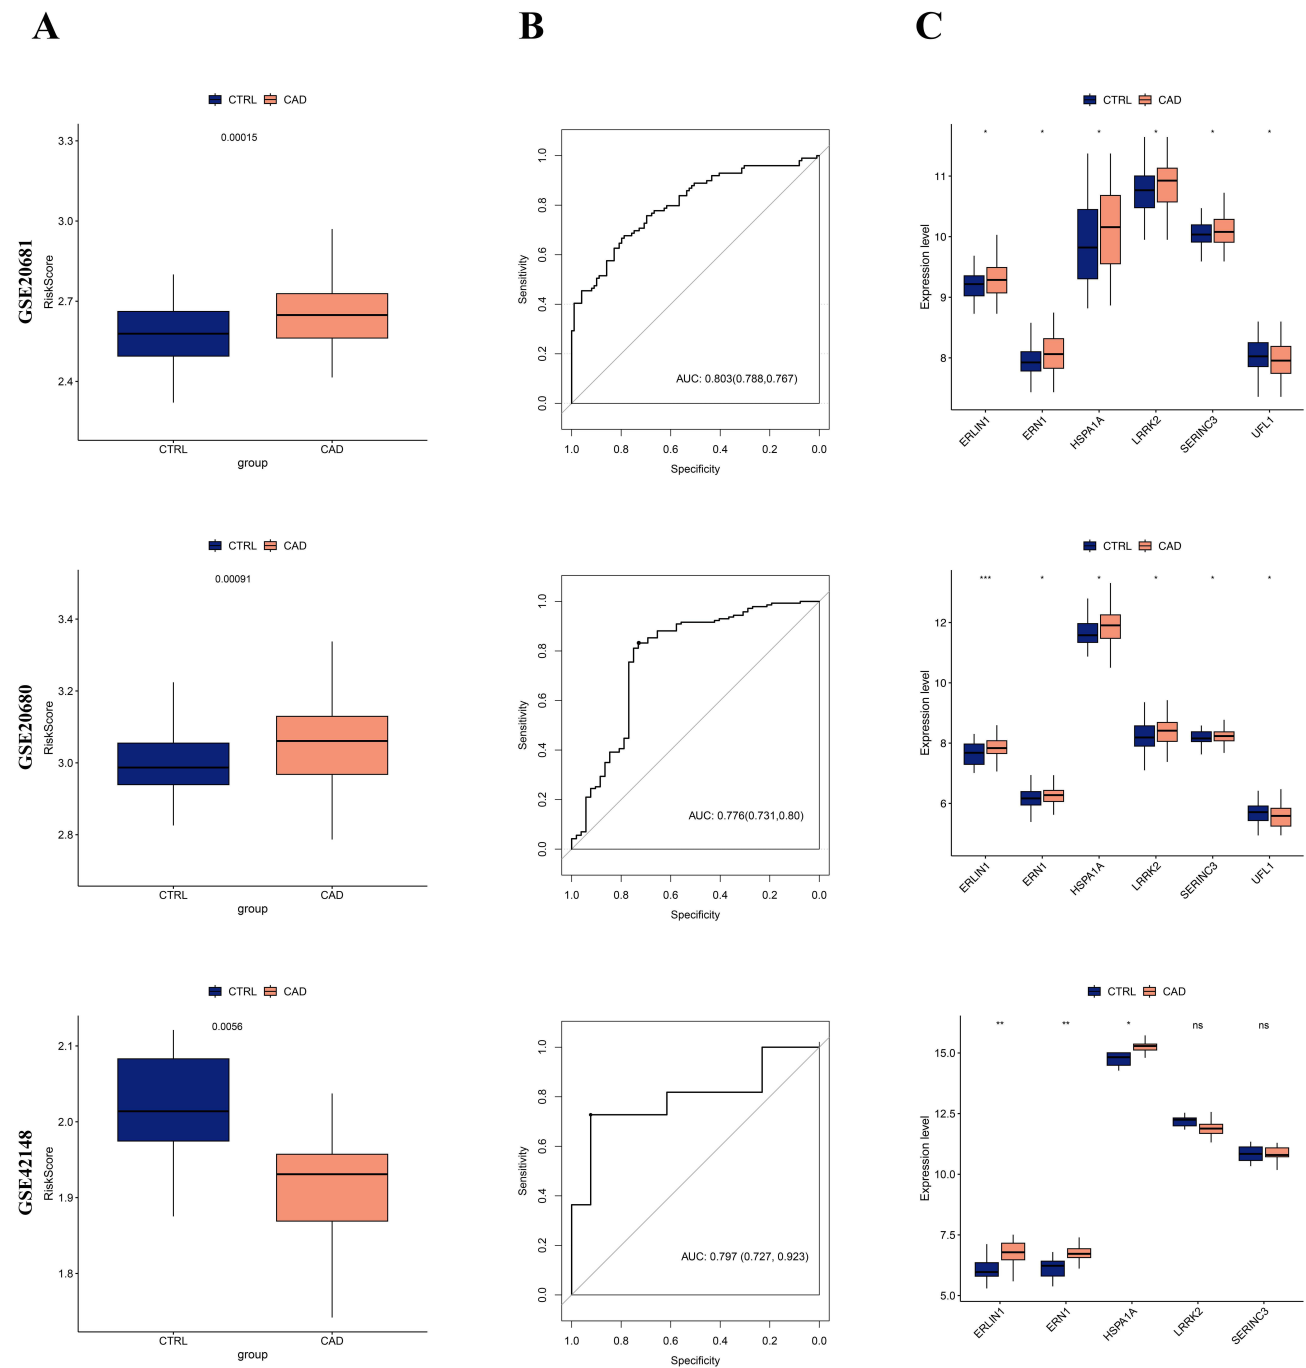 A
B
C
GSE20681
CTRL CAD
0.00015
RiskScore
3.3
3.0
2.7
2.4
CTRL CAD
group
Sensitivity
1.0
0.8
0.6
0.4
0.2
0.0
AUC: 0.803(0.788,0.767)
1.0 0.8 0.6 0.4 0.2 0.0
Specificity
CTRL CAD
* * * * * *
Expression level
11
10
9
8
ERLIN1 ERN1 HSPA1A LRRK2 SERINC3 UFL1
GSE20680
CTRL CAD
0.00091
RiskScore
3.4
3.2
3.0
2.8
CTRL CAD
group
Sensitivity
1.0
0.8
0.6
0.4
0.2
0.0
AUC: 0.776(0.731,0.80)
1.0 0.8 0.6 0.4 0.2 0.0
Specificity
CTRL CAD
*** * * * * *
Expression level
12
10
8
6
ERLIN1 ERN1 HSPA1A LRRK2 SERINC3 UFL1
GSE42148
CTRL CAD
0.0056
RiskScore
2.1
2.0
1.9
1.8
CTRL CAD
group
Sensitivity
1.0
0.8
0.6
0.4
0.2
0.0
AUC: 0.797 (0.727, 0.923)
1.0 0.8 0.6 0.4 0.2 0.0
Specificity
CTRL CAD
** ** * ns ns
Expression level
15.0
12.5
10.0
7.5
5.0
ERLIN1 ERN1 HSPA1A LRRK2 SERINC3